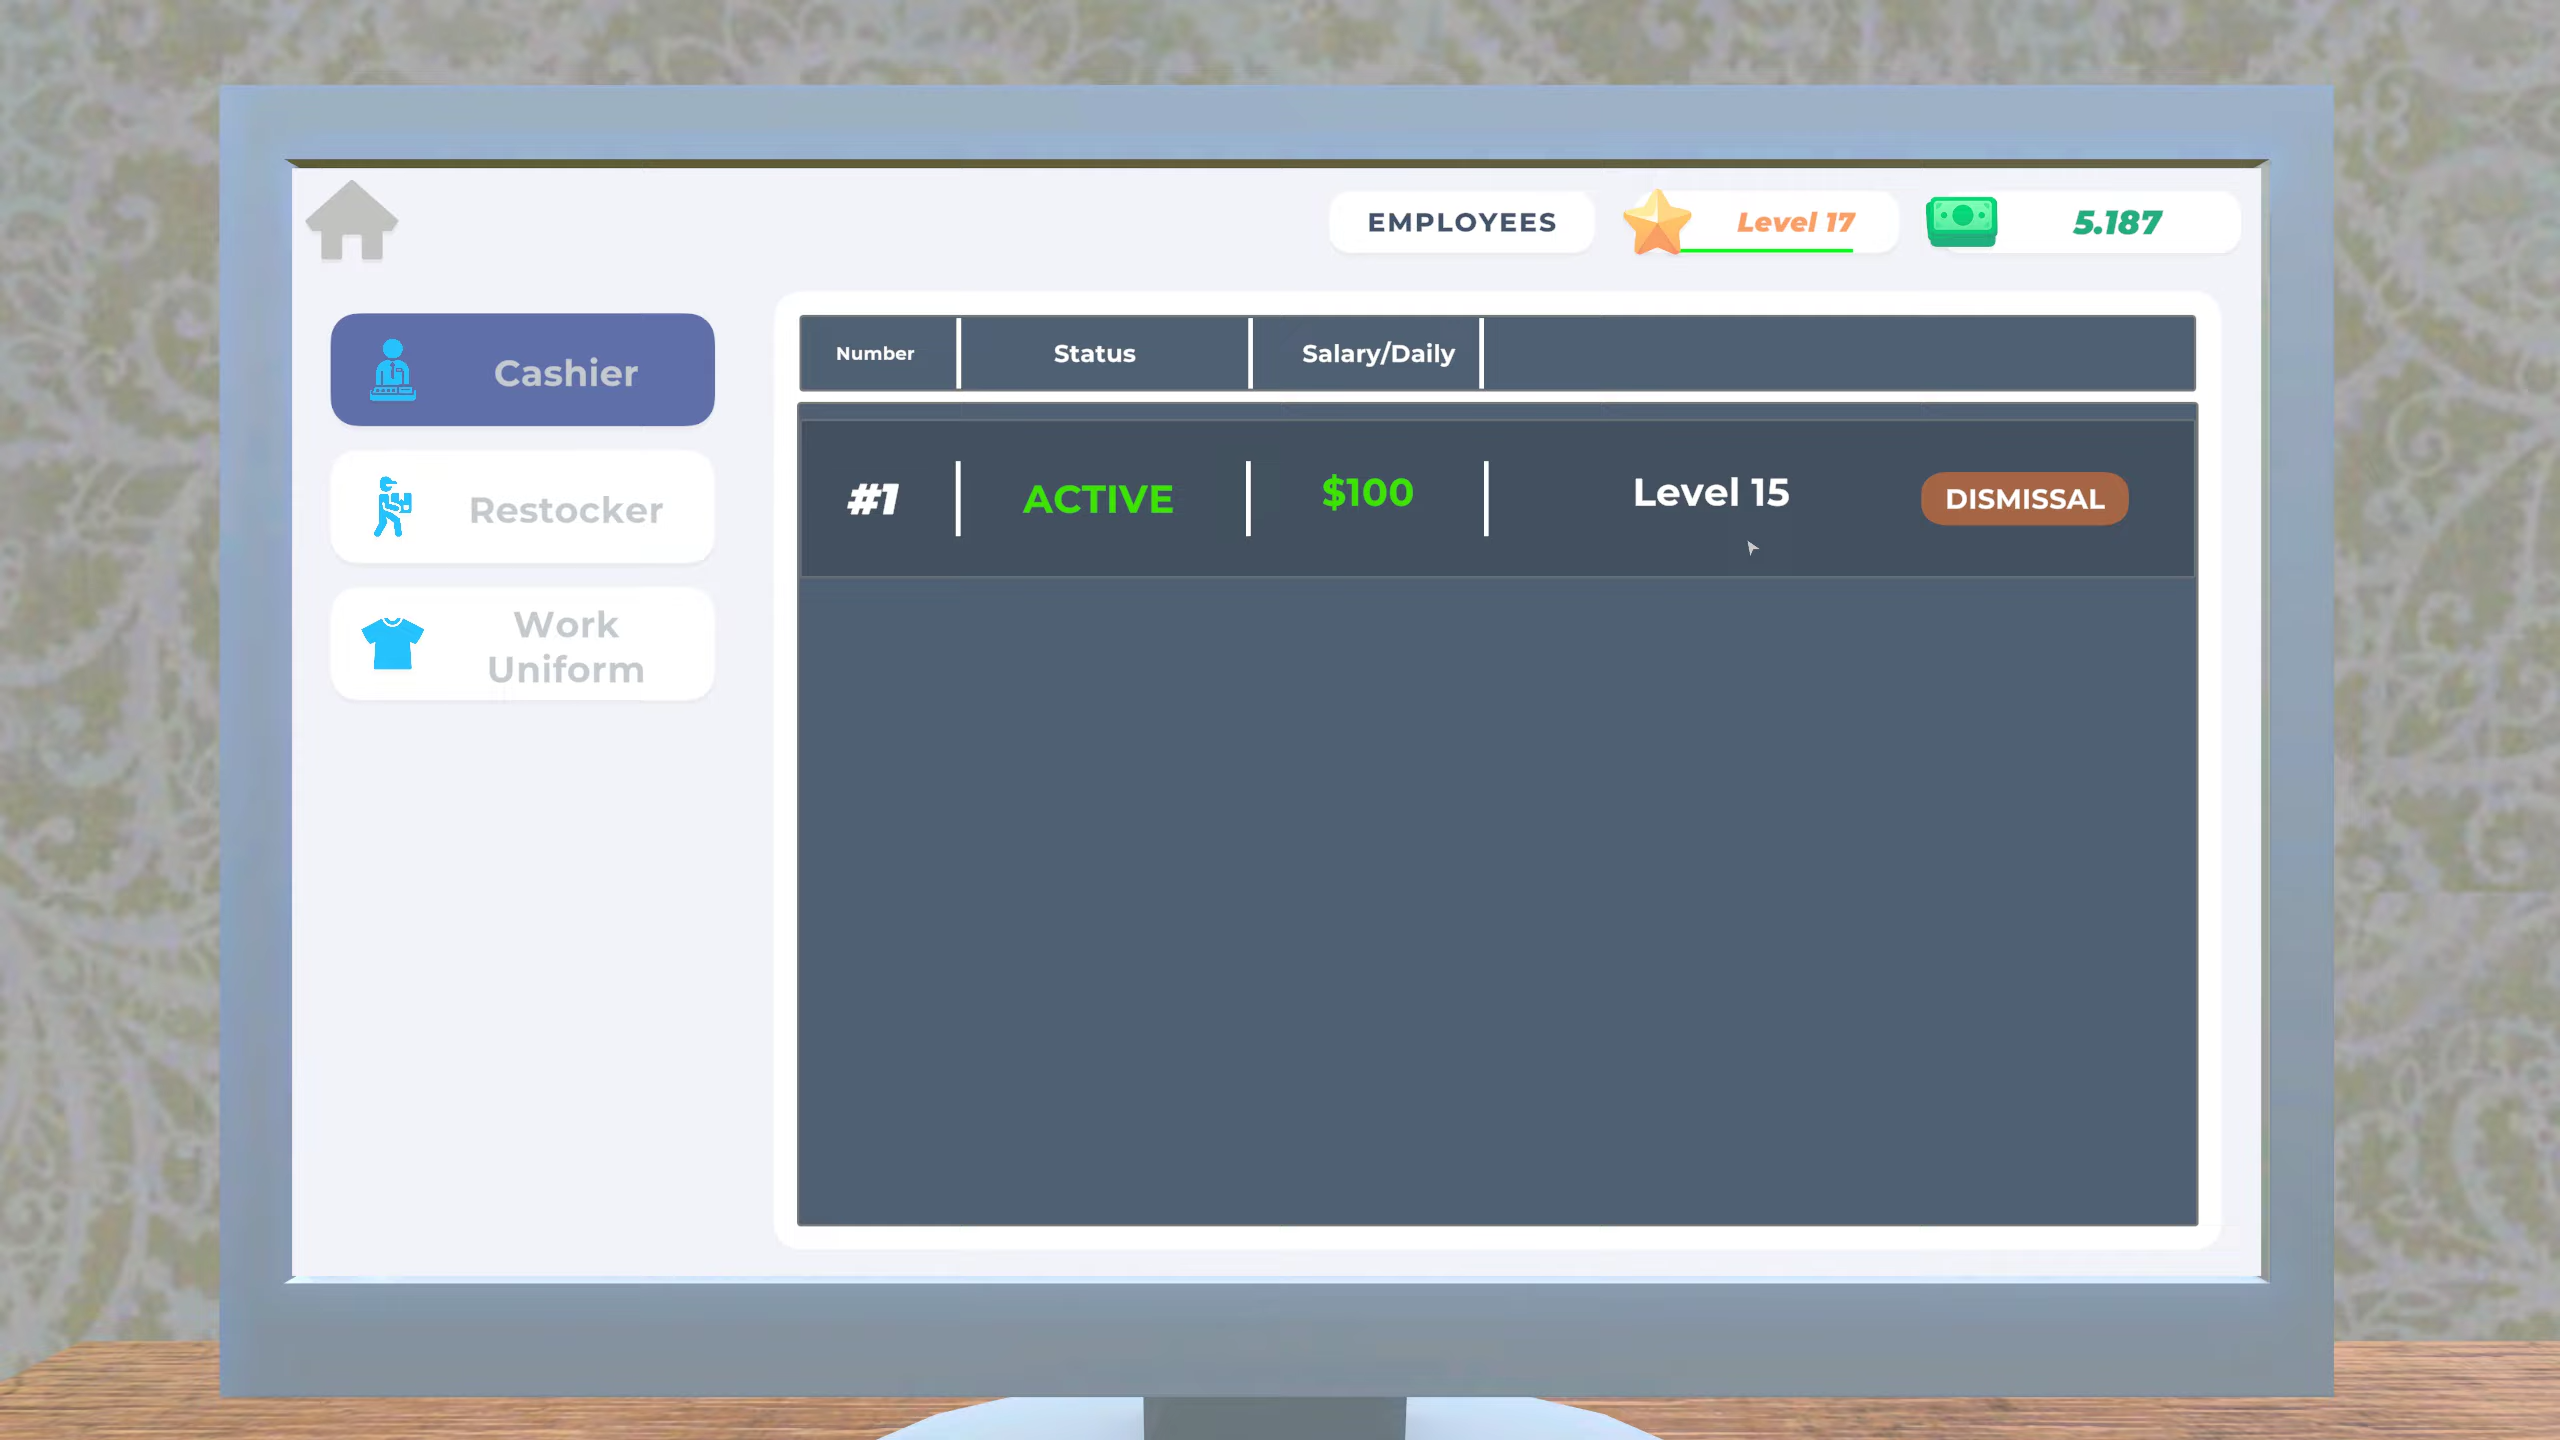 EMPLOYEES
Level 17
5.187
Cashier
Restocker
Work
Uniform
Number
Status
Salary/Daily
#1
ACTIVE
$100
Level 15
DISMISSAL